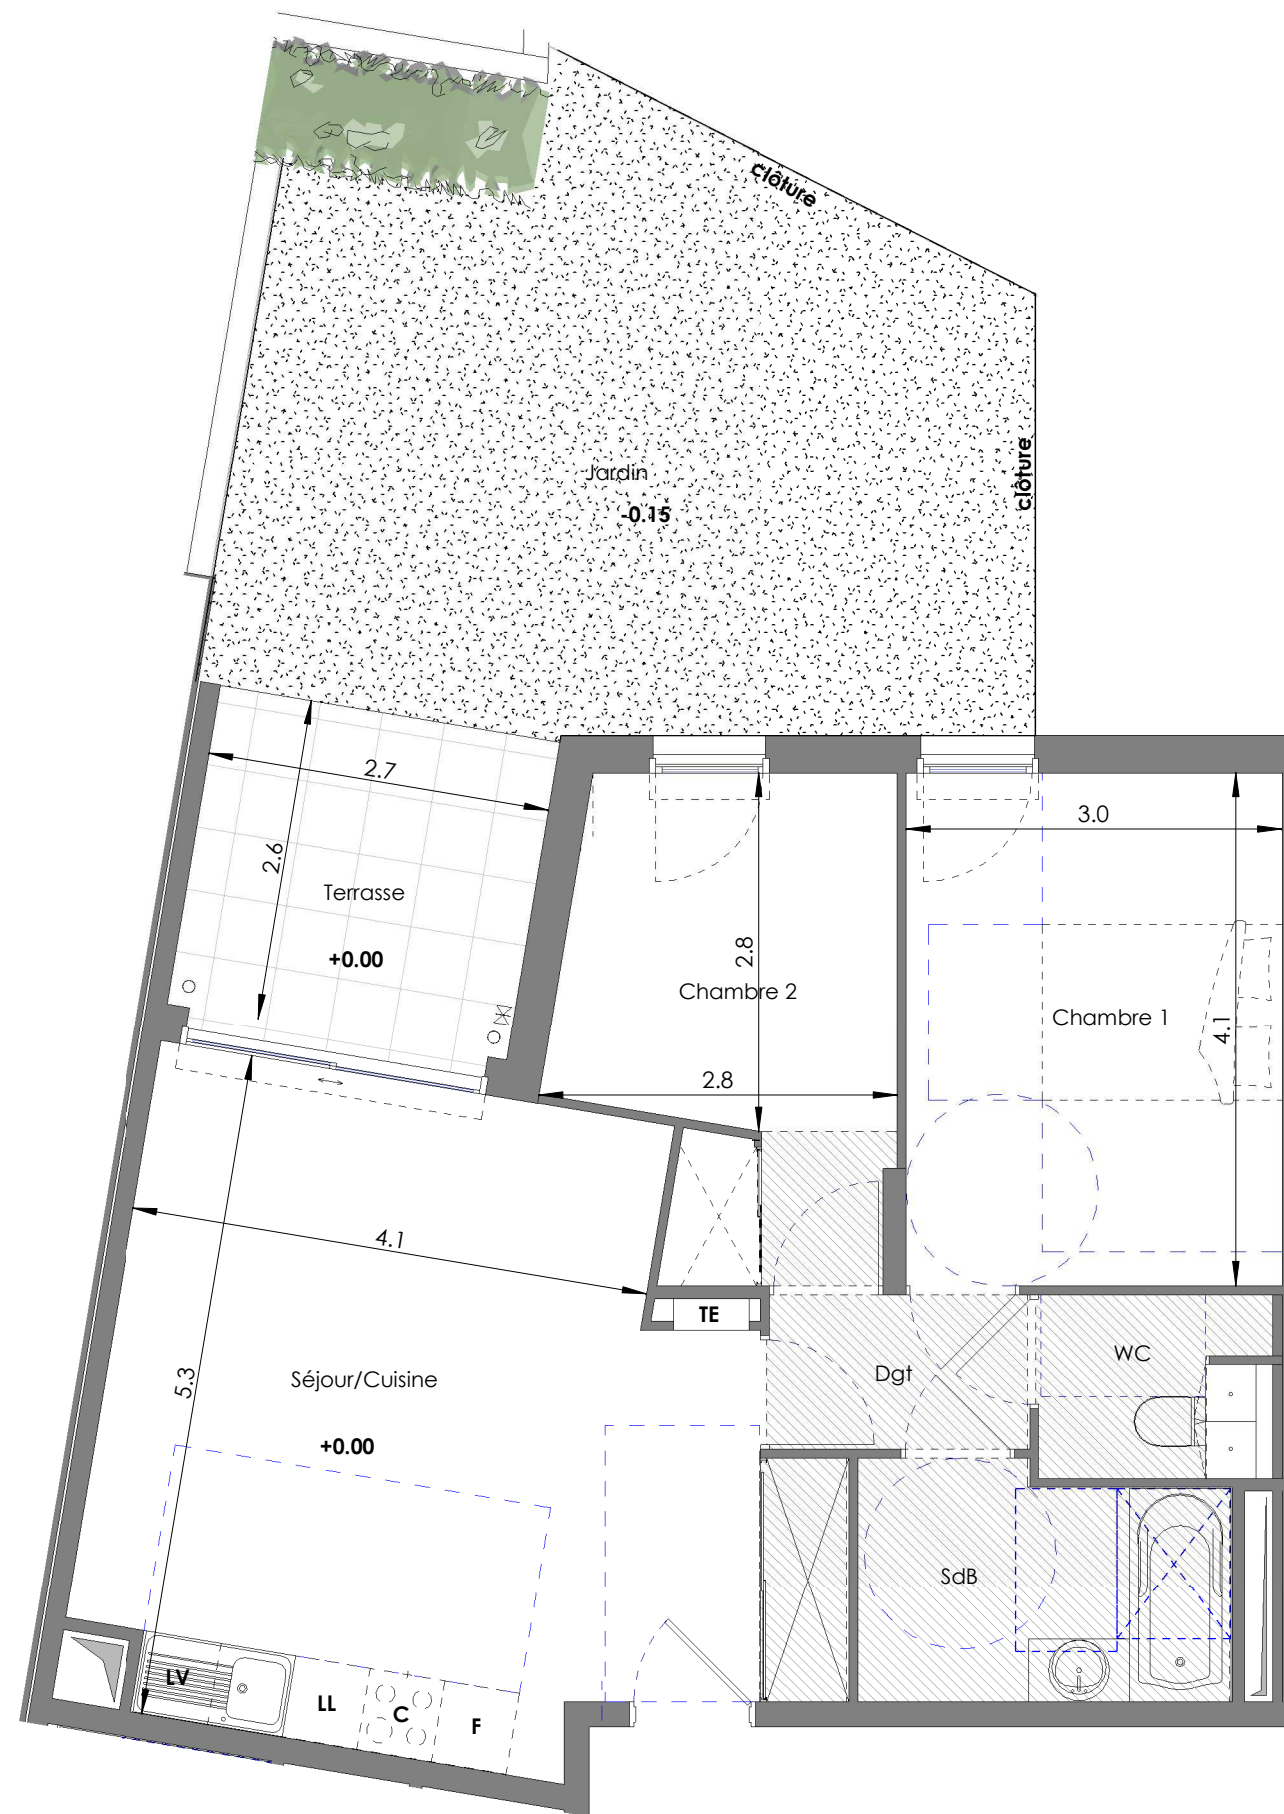 clôture
clôture
Jardin
-0.15
2.7
2.6
Terrasse
+0.00
3.0
2.8
Chambre 2
2.8
Chambre 1
4.1
4.1
TE
Dgt
WC
5.3
Séjour/Cuisine
+0.00
SdB
LV
LL
C
F